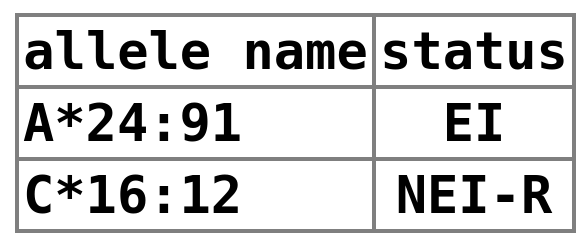 allele name status
A*24:91 EI
C*16:12 NEI-R